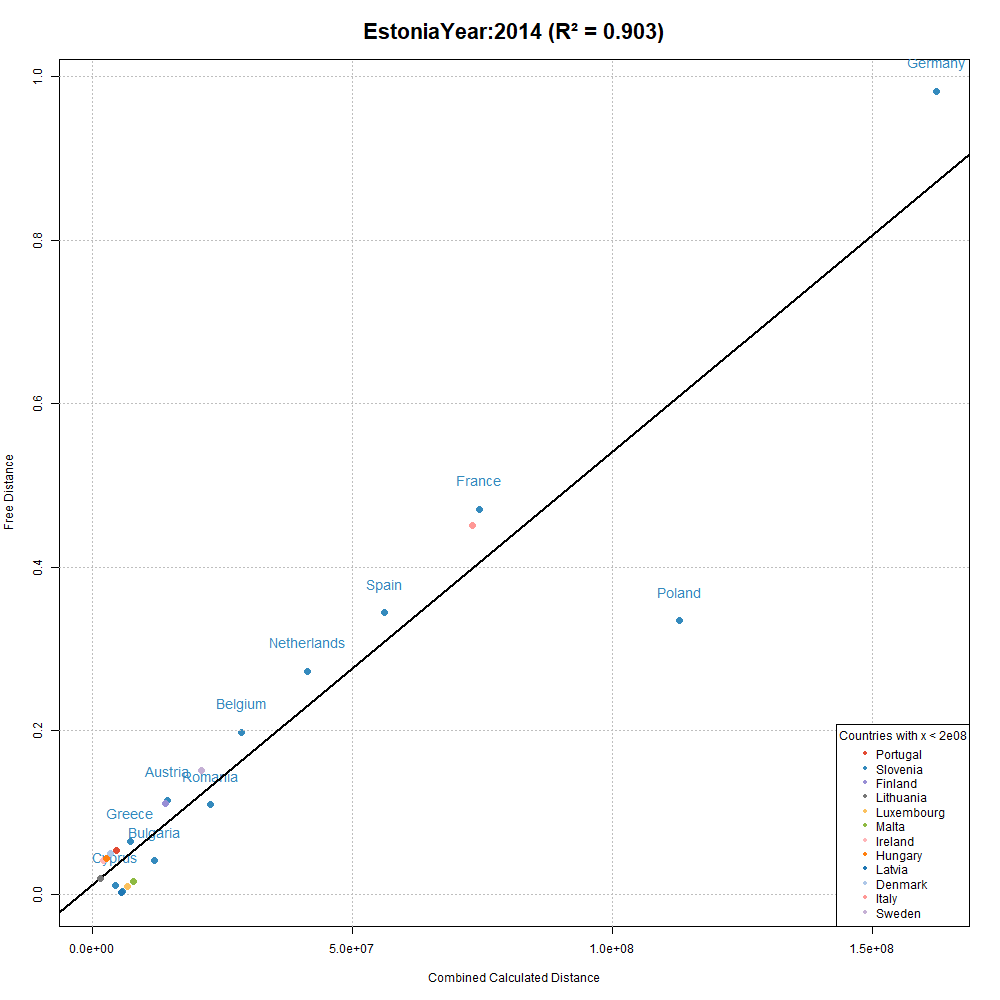 EstoniaYear:2014 (R² = 0.903)
Germany
France
Spain
Poland
Netherlands
Belgium
Austria
Romania
Greece
Bulgaria
Cyprus
Free Distance
0.0
0.2
0.4
0.6
0.8
1.0
0.0e+00
5.0e+07
1.0e+08
1.5e+08
Combined Calculated Distance
Countries with x < 2e08
Portugal
Slovenia
Finland
Lithuania
Luxembourg
Malta
Ireland
Hungary
Latvia
Denmark
Italy
Sweden